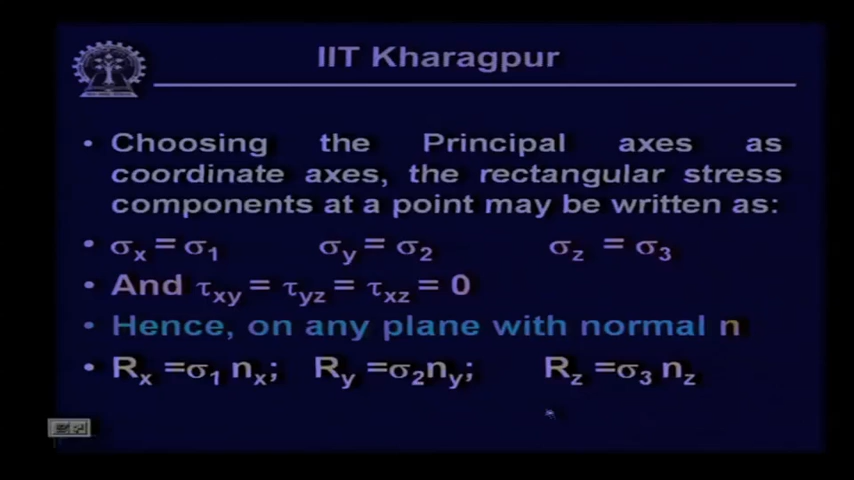 IIT Kharagpur
• Choosing the Principal axes as
coordinate axes, the rectangular stress
components at a point may be written as:
• σx = σ1 σy = σ2 σz = σ3
• And τxy = τyz = τxz = 0
• Hence, on any plane with normal n
• Rx =σ1 nx; Ry =σ2ny; Rz =σ3 nz